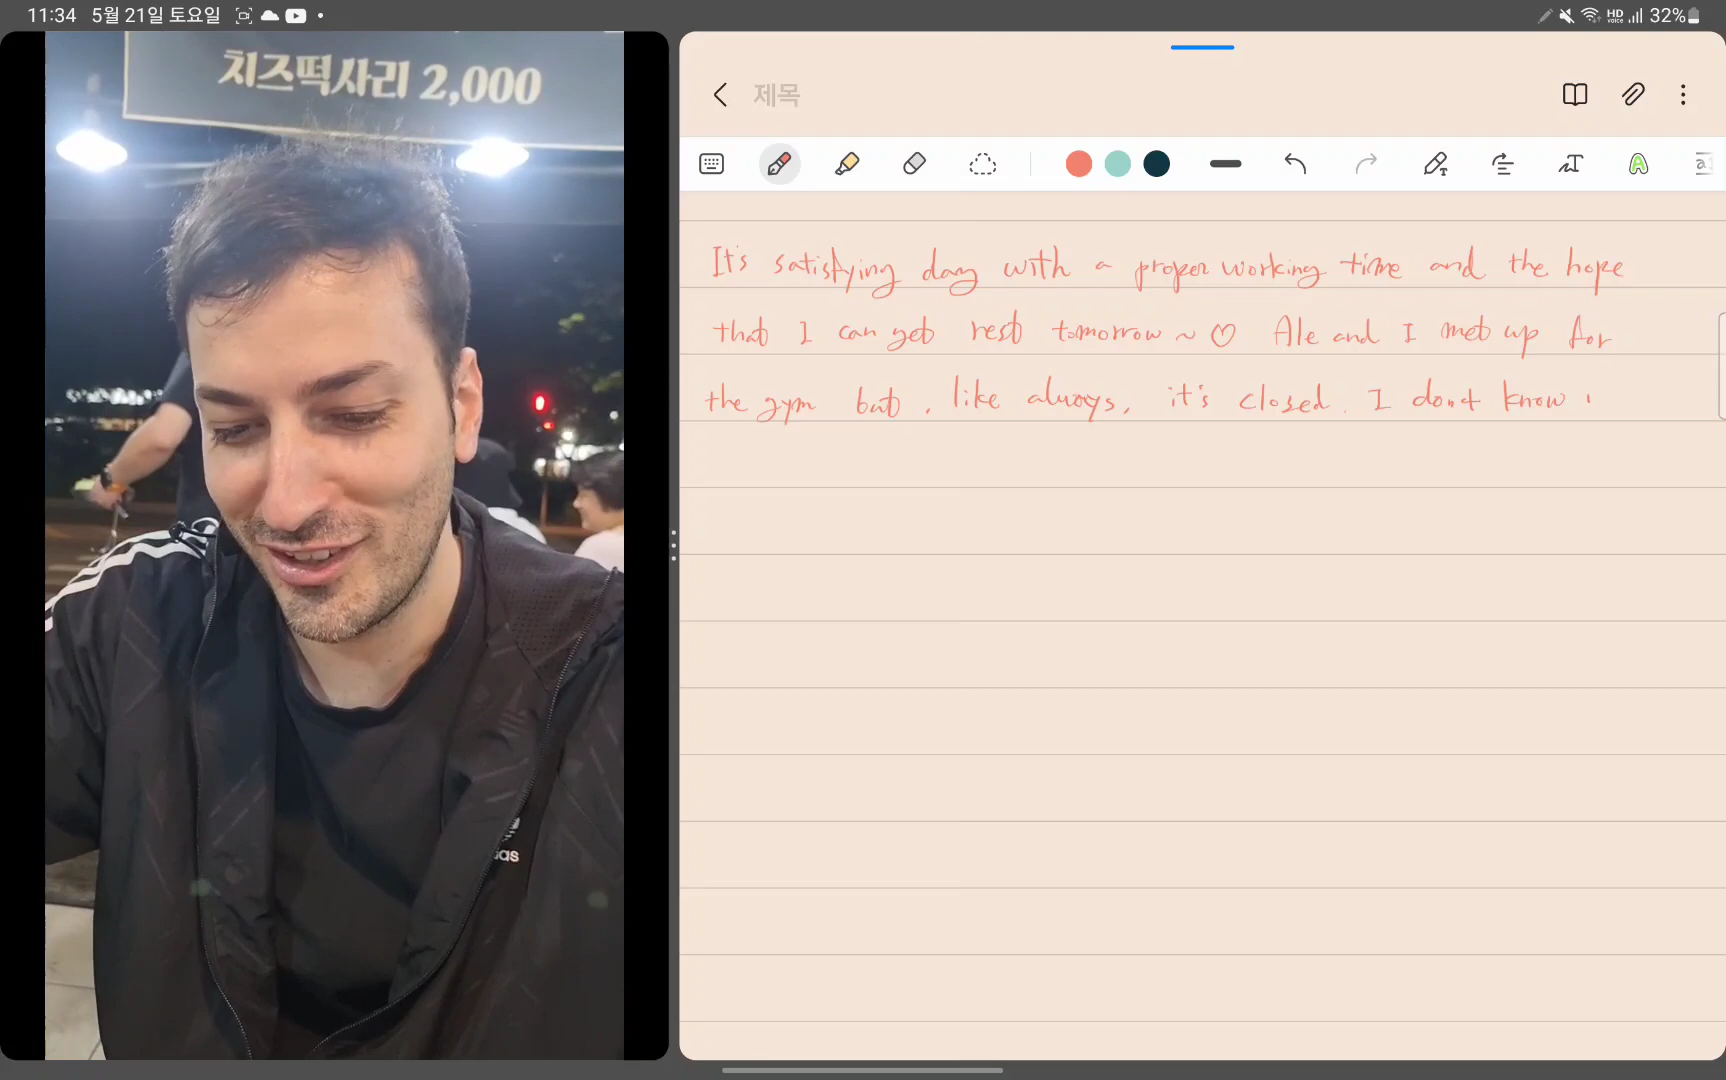 11:34 5월 21일 토요일
HD voice 32%
치즈떡사리 2,000
제목
It's satisfying day with a proper working time and the hope
that I can get rest tomorrow ~ ♡ Ale and I met up for
the gym but, like always, it's closed. I don't know